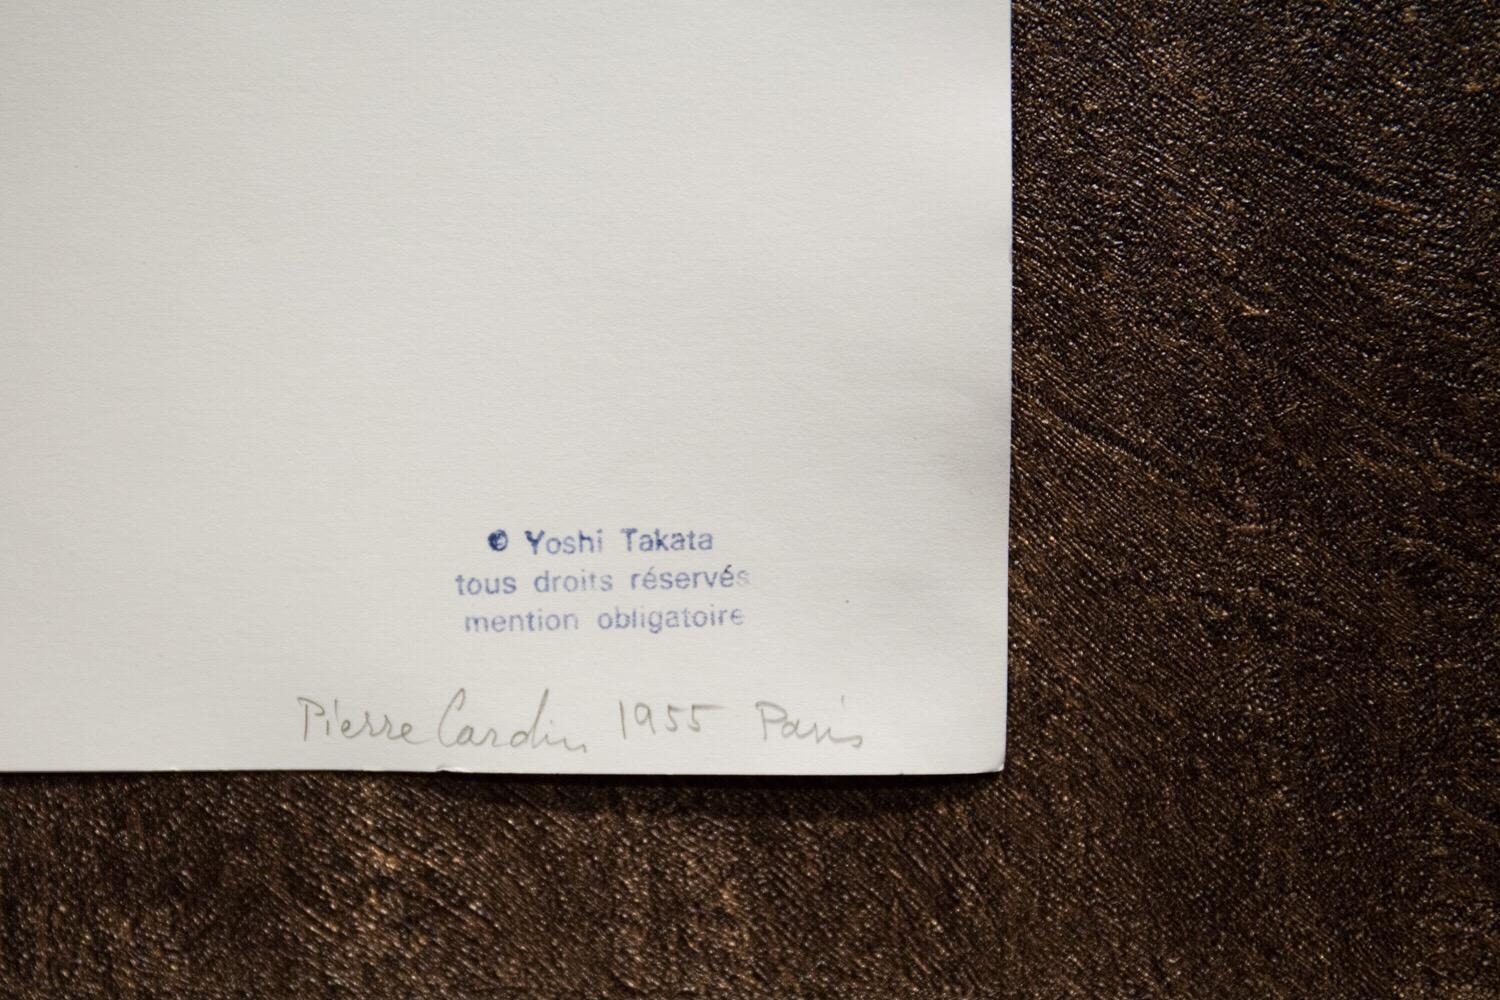 © Yoshi Takata
tous droits réservés
mention obligatoire
Pierre Cardin 1955 Paris